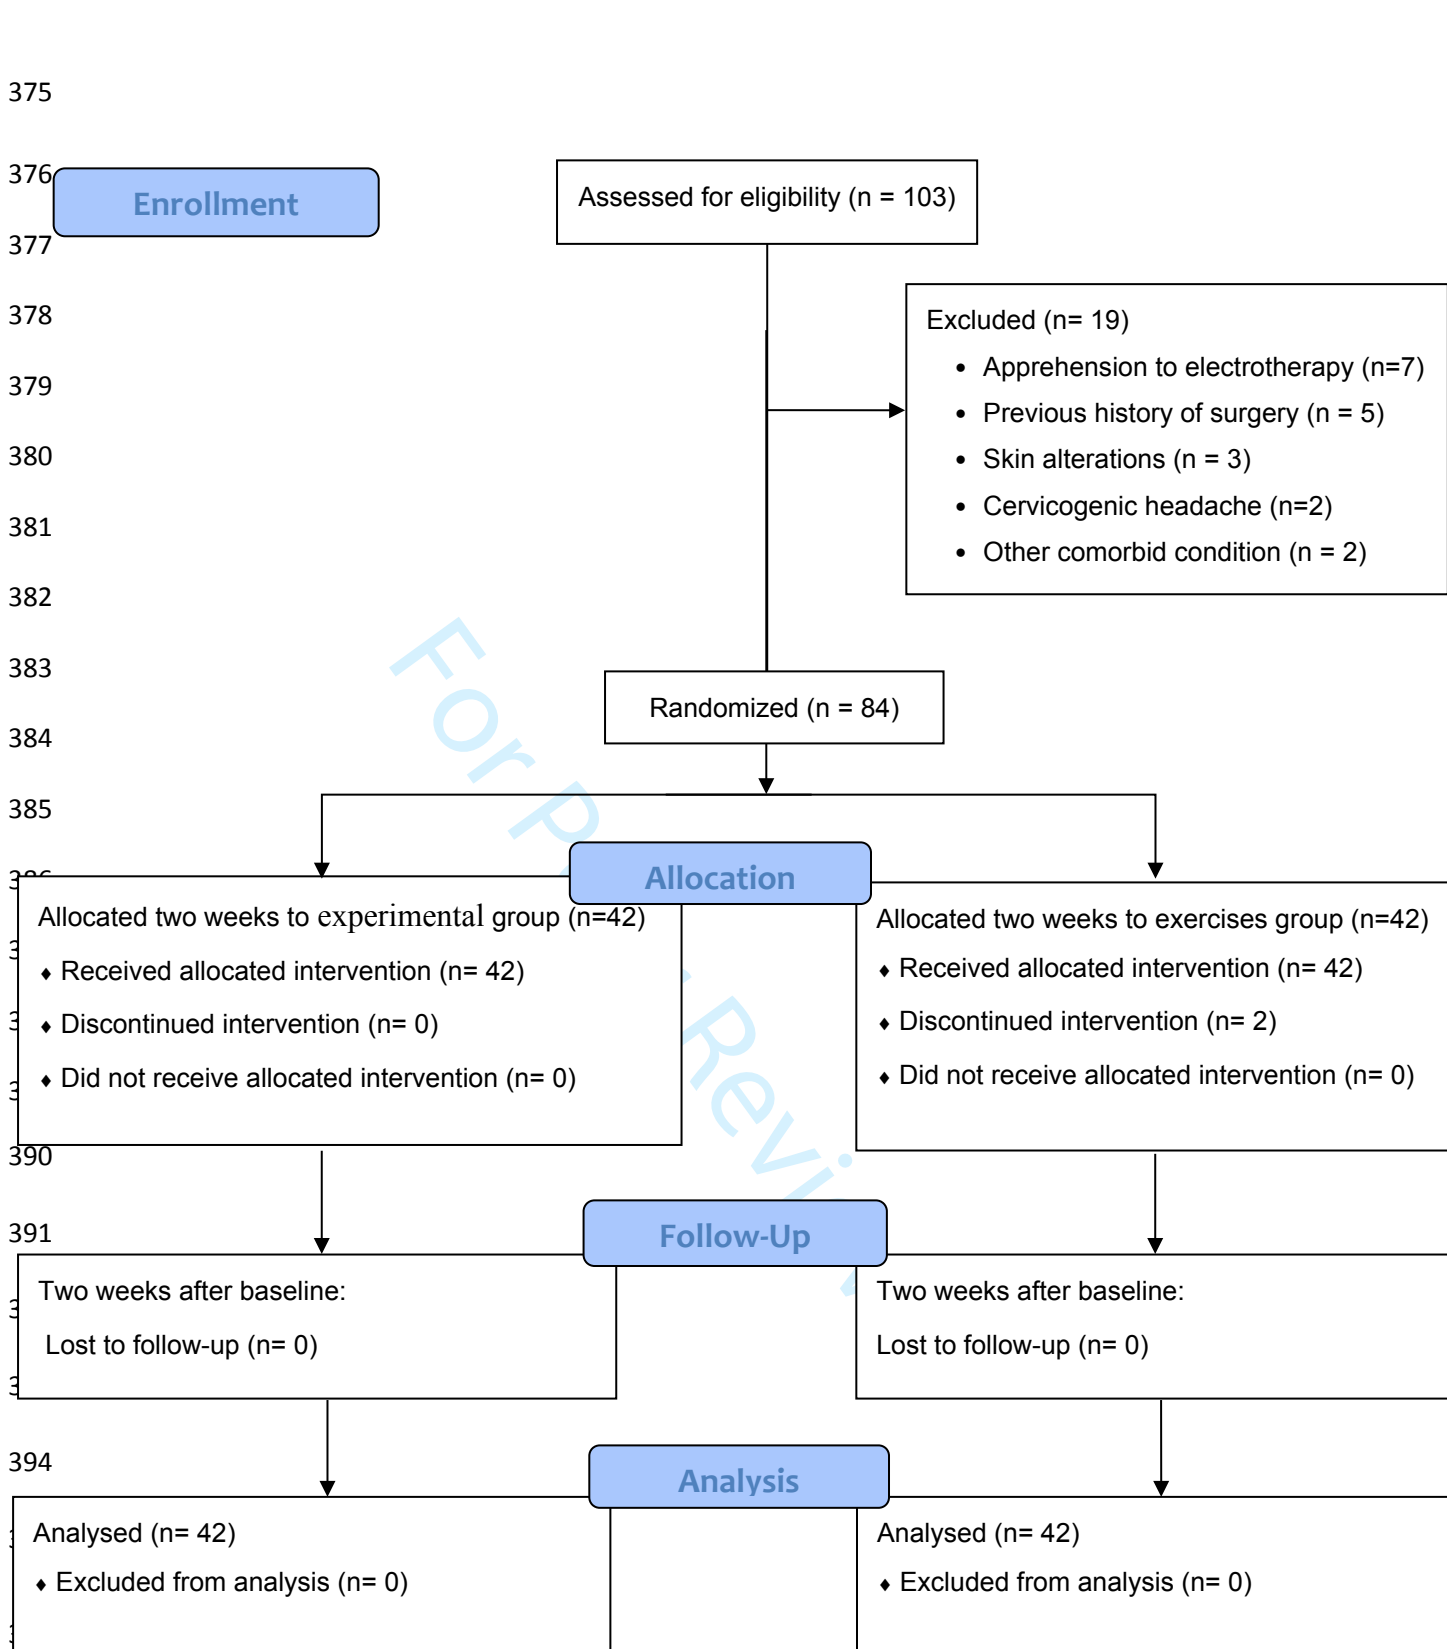 375
376
Enrollment
Assessed for eligibility (n = 103)
377
378
Excluded (n= 19)
• Apprehension to electrotherapy (n=7)
379
• Previous history of surgery (n = 5)
380
• Skin alterations (n = 3)
381
• Cervicogenic headache (n=2)
• Other comorbid condition (n = 2)
382
383
Randomized (n = 84)
384
385
Allocation
Allocated two weeks to experimental group (n=42)
♦ Received allocated intervention (n= 42)
♦ Discontinued intervention (n= 0)
♦ Did not receive allocated intervention (n= 0)
Allocated two weeks to exercises group (n=42)
♦ Received allocated intervention (n= 42)
♦ Discontinued intervention (n= 2)
♦ Did not receive allocated intervention (n= 0)
390
391
Follow-Up
Two weeks after baseline:
Lost to follow-up (n= 0)
Two weeks after baseline:
Lost to follow-up (n= 0)
394
Analysis
Analysed (n= 42)
♦ Excluded from analysis (n= 0)
Analysed (n= 42)
♦ Excluded from analysis (n= 0)
For
Revi